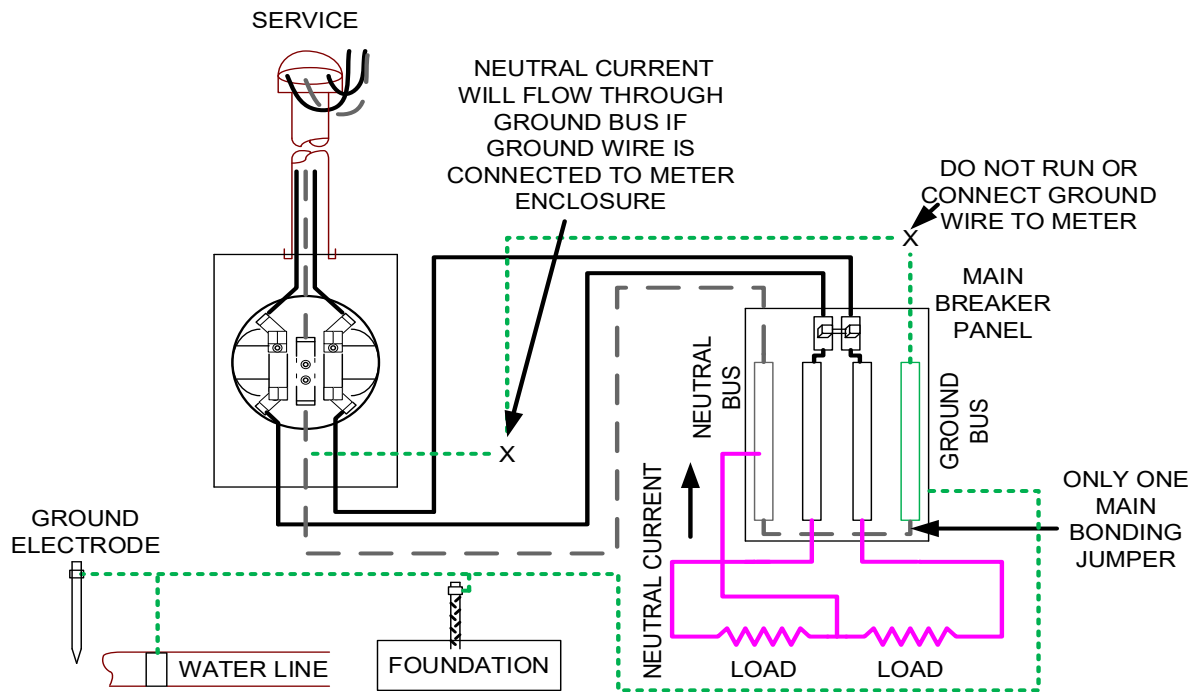 SERVICE
NEUTRAL CURRENT
WILL FLOW THROUGH
GROUND BUS IF
GROUND WIRE IS
CONNECTED TO METER
ENCLOSURE
DO NOT RUN OR
CONNECT GROUND
WIRE TO METER
X
MAIN
BREAKER
PANEL
NEUTRAL
BUS
GROUND
BUS
X
NEUTRAL CURRENT
ONLY ONE
MAIN
BONDING
JUMPER
GROUND
ELECTRODE
WATER LINE
FOUNDATION
LOAD
LOAD